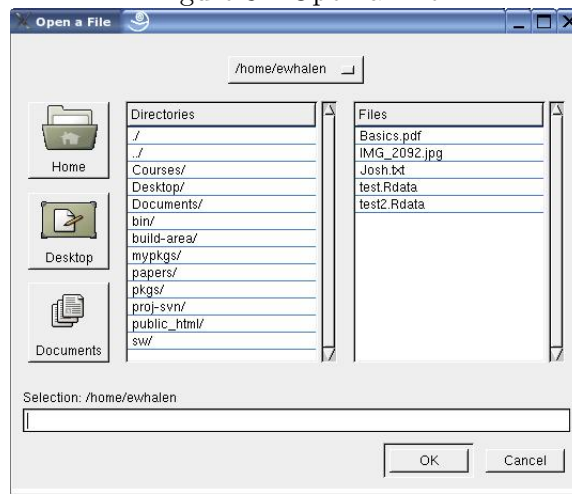 Open a File
/home/ewhalen
Home
Desktop
Documents
Directories
./
../
Courses/
Desktop/
Documents/
bin/
build-area/
mypkgs/
papers/
pkgs/
proj-svn/
public_html/
sw/
Files
Basics.pdf
IMG_2092.jpg
Josh.txt
test.Rdata
test2.Rdata
Selection: /home/ewhalen
OK
Cancel